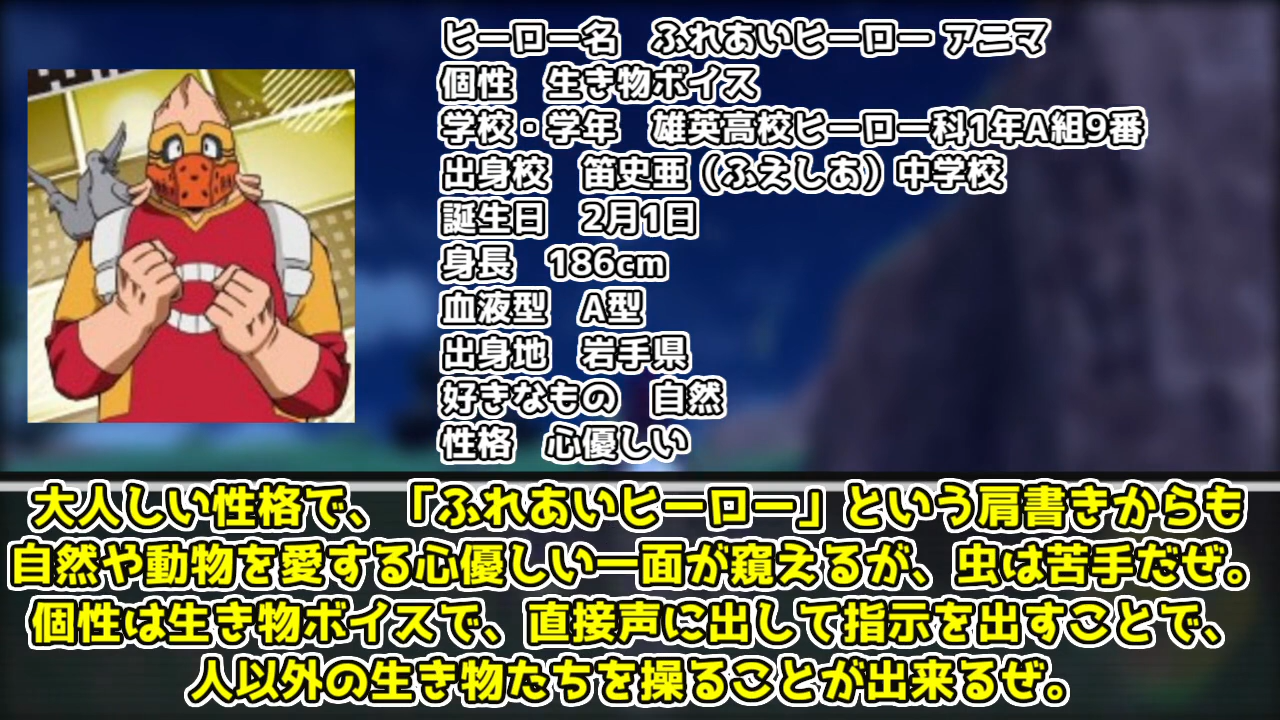 ヒーロー名　ふれあいヒーロー アニマ
個性　生き物ボイス
学校・学年　雄英高校ヒーロー科1年A組9番
出身校　笛史亜（ふえしあ）中学校
誕生日　2月1日
身長　186cm
血液型　A型
出身地　岩手県
好きなもの　自然
性格　心優しい
大人しい性格で、「ふれあいヒーロー」という肩書きからも
自然や動物を愛する心優しい一面が窺えるが、虫は苦手だぜ。
個性は生き物ボイスで、直接声に出して指示を出すことで、
人以外の生き物たちを操ることが出来るぜ。